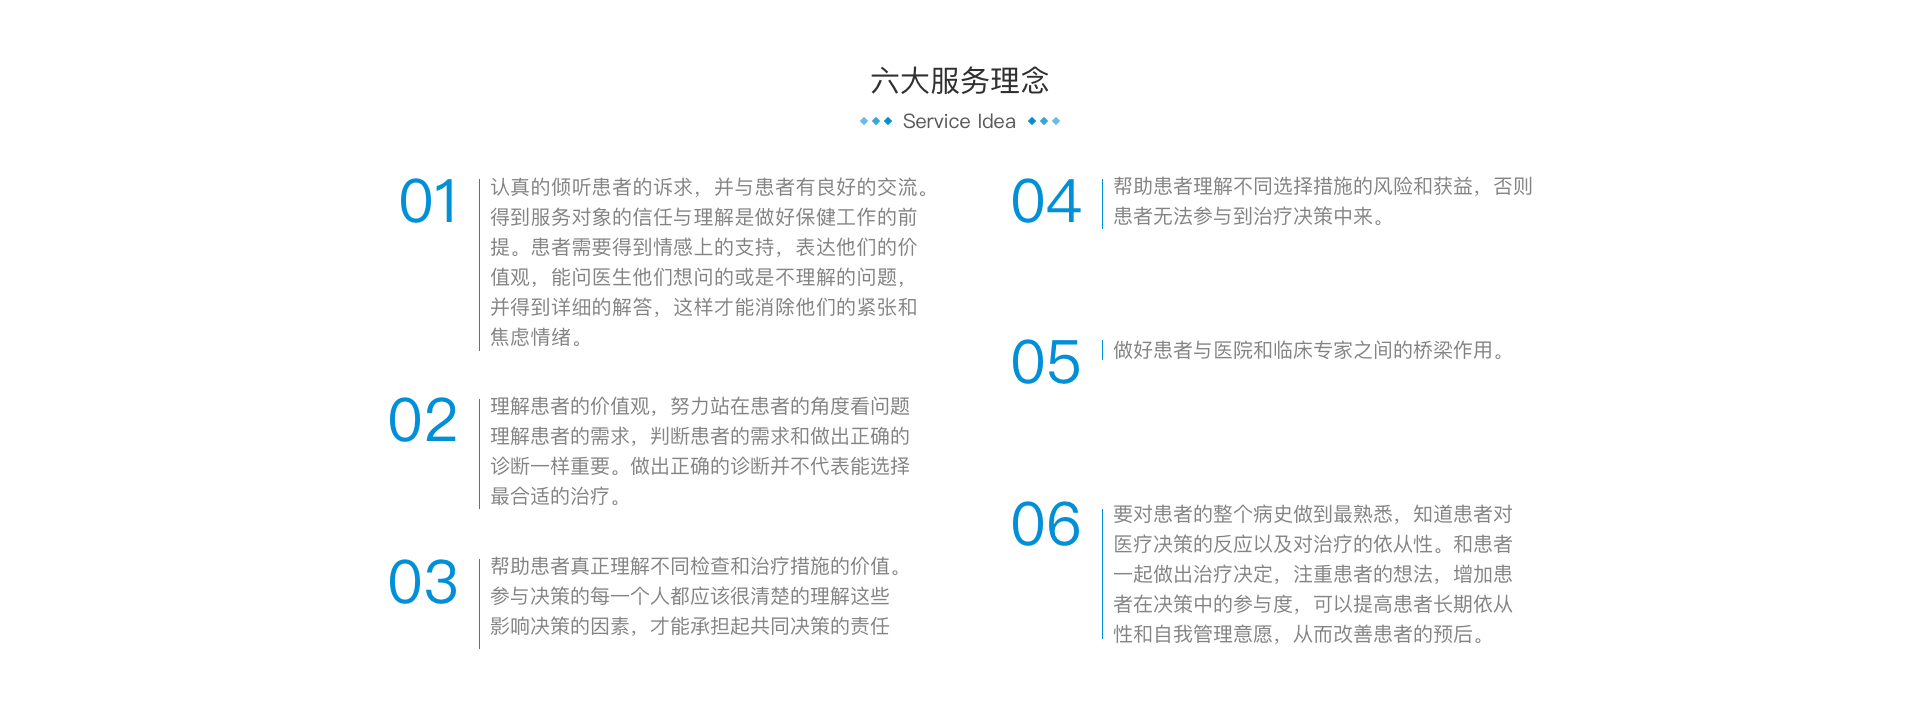 六大服务理念
Service Idea
01
认真的倾听患者的诉求，并与患者有良好的交流。
得到服务对象的信任与理解是做好保健工作的前
提。患者需要得到情感上的支持，表达他们的价
值观，能问医生他们想问的或是不理解的问题，
并得到详细的解答，这样才能消除他们的紧张和
焦虑情绪。
02
理解患者的价值观，努力站在患者的角度看问题
理解患者的需求，判断患者的需求和做出正确的
诊断一样重要。做出正确的诊断并不代表能选择
最合适的治疗。
03
帮助患者真正理解不同检查和治疗措施的价值。
参与决策的每一个人都应该很清楚的理解这些
影响决策的因素，才能承担起共同决策的责任
04
帮助患者理解不同选择措施的风险和获益，否则
患者无法参与到治疗决策中来。
05
做好患者与医院和临床专家之间的桥梁作用。
06
要对患者的整个病史做到最熟悉，知道患者对
医疗决策的反应以及对治疗的依从性。和患者
一起做出治疗决定，注重患者的想法，增加患
者在决策中的参与度，可以提高患者长期依从
性和自我管理意愿，从而改善患者的预后。